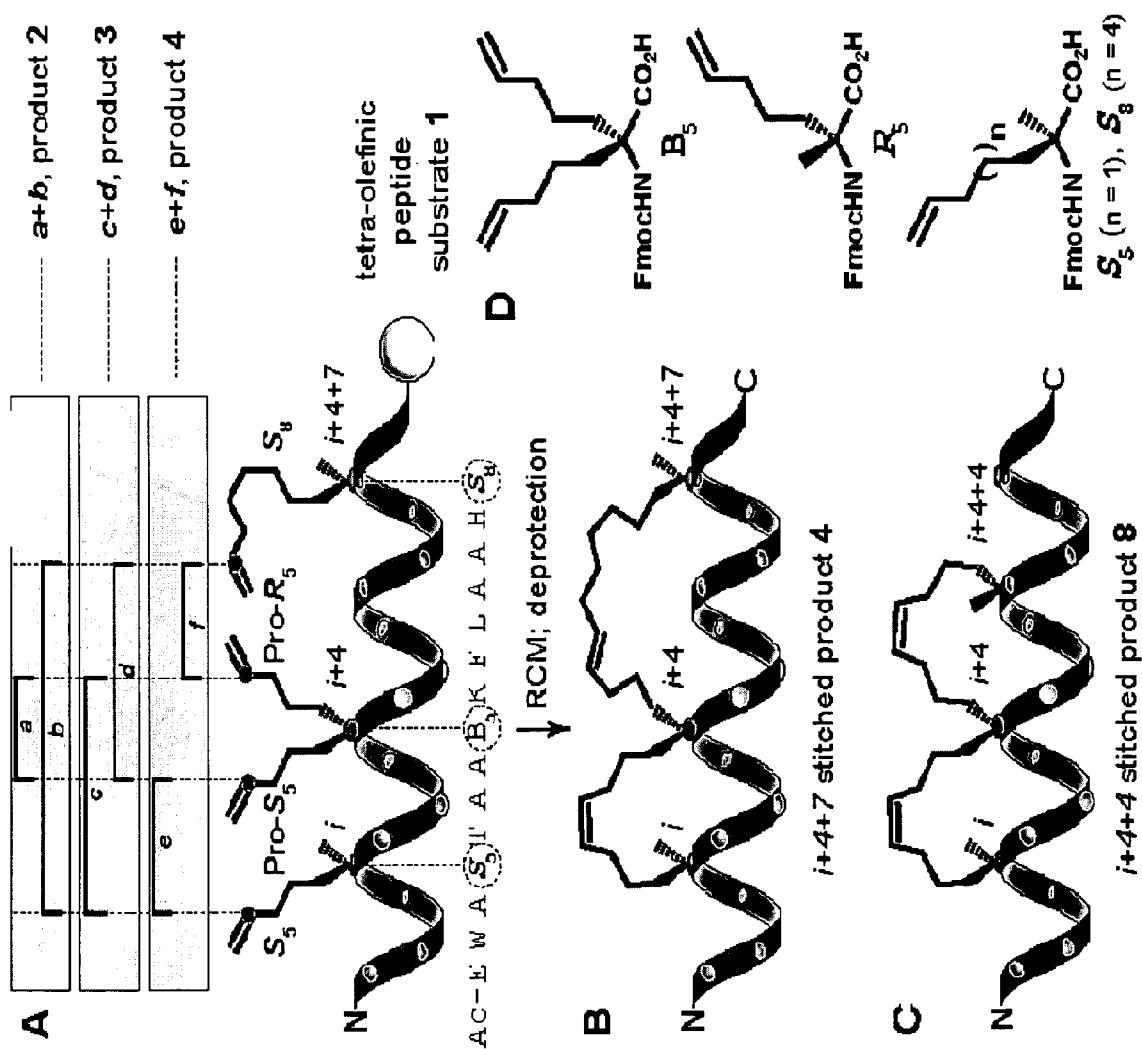 A
a+b, product 2
c+d, product 3
e+f, product 4
a
b
c
d
e
f
S5
Pro-S5
Pro-R5
S8
i
i+4
i+4+7
N
tetra-olefinic
peptide
substrate 1
Ac-E W A S5 T A A B5 K F L A A H S8
RCM; deprotection
B
i
i+4
i+4+7
N
C
i+4+7 stitched product 4
C
i
i+4
i+4+4
N
C
i+4+4 stitched product 8
D
FmocHN
CO2H
B5
FmocHN
CO2H
R5
( )n
FmocHN
CO2H
S5 (n = 1), S8 (n = 4)